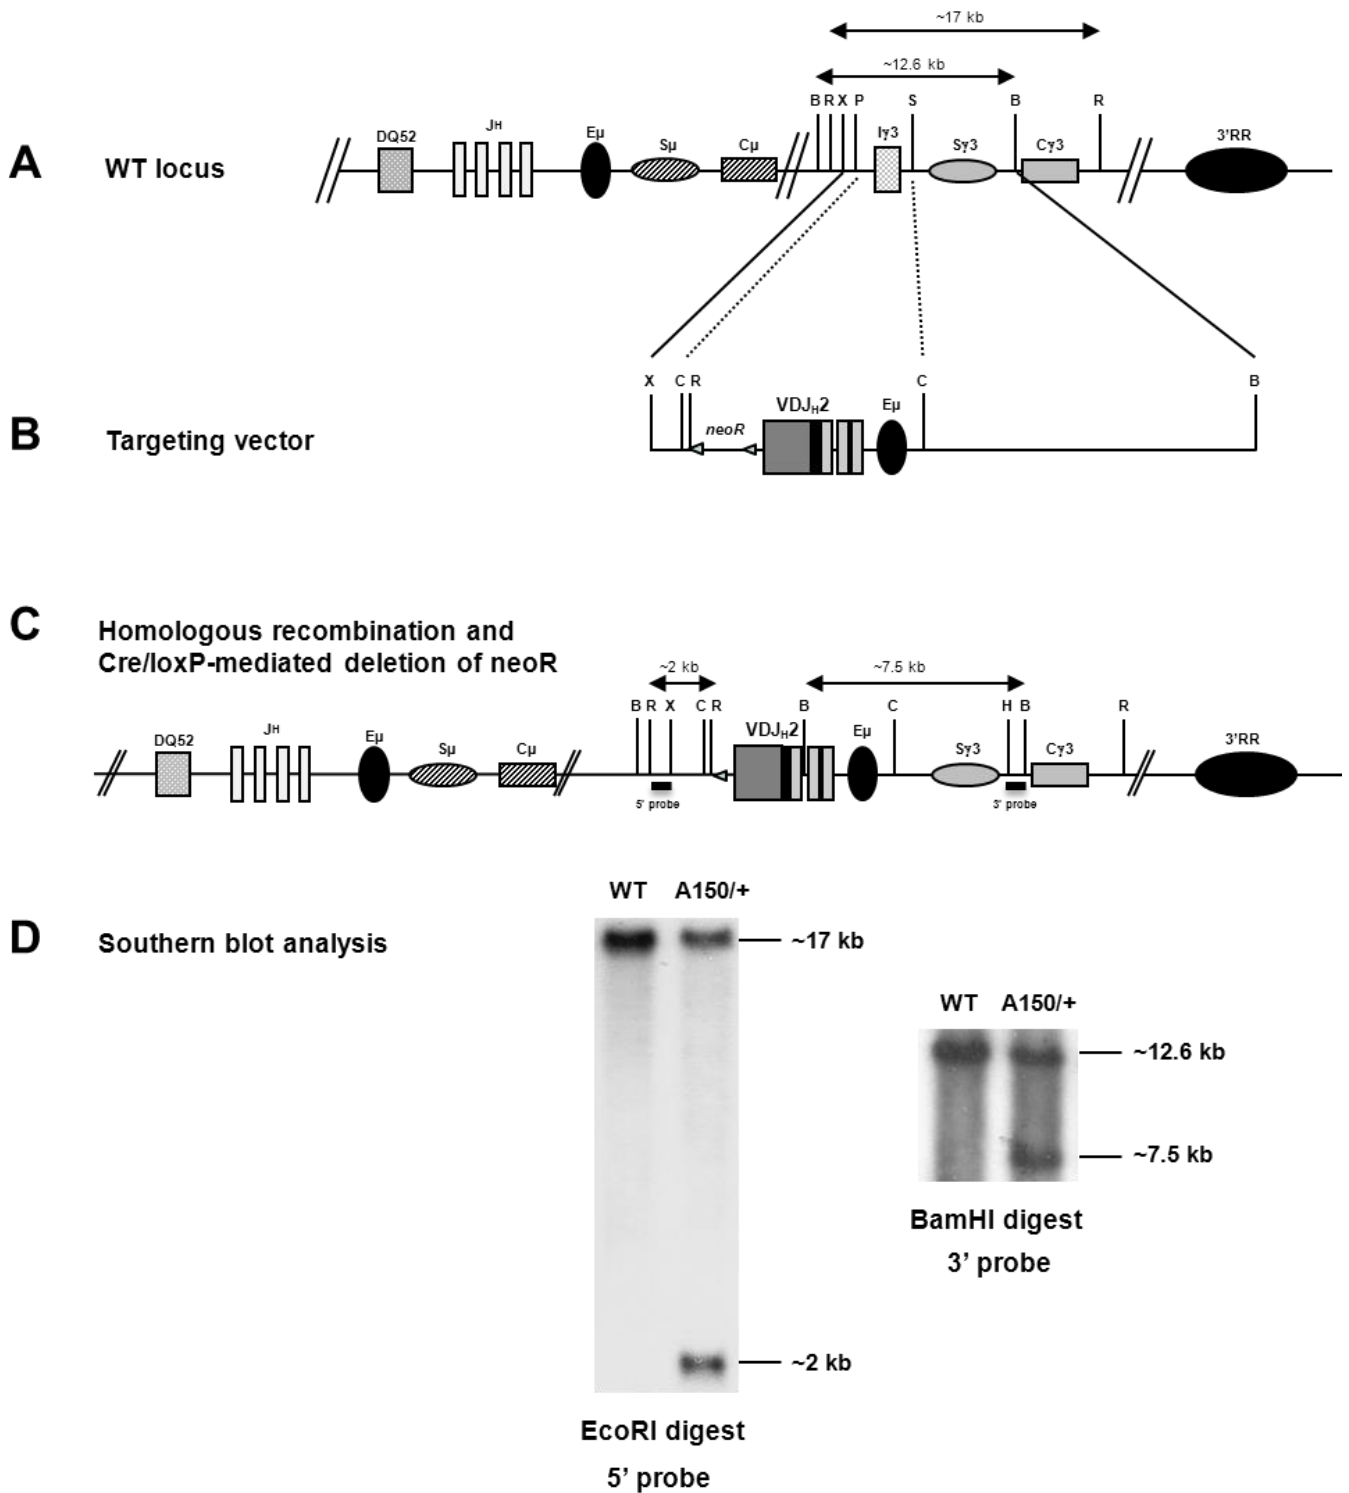 ~17 kb
~12.6 kb
B R X P S B R
A WT locus
DQ52 JH Eµ Sµ Cµ Iγ3 Sγ3 Cγ3 3'RR
X C R C B
B Targeting vector
neoR VDJH2 Eµ
C Homologous recombination and
Cre/loxP-mediated deletion of neoR
~2 kb ~7.5 kb
B R X C R B C H B R
DQ52 JH Eµ Sµ Cµ VDJH2 Eµ Sγ3 Cγ3 3'RR
5' probe 3' probe
WT A150/+
D Southern blot analysis
~17 kb
WT A150/+
~12.6 kb
~7.5 kb
BamHI digest
3’ probe
~2 kb
EcoRI digest
5’ probe